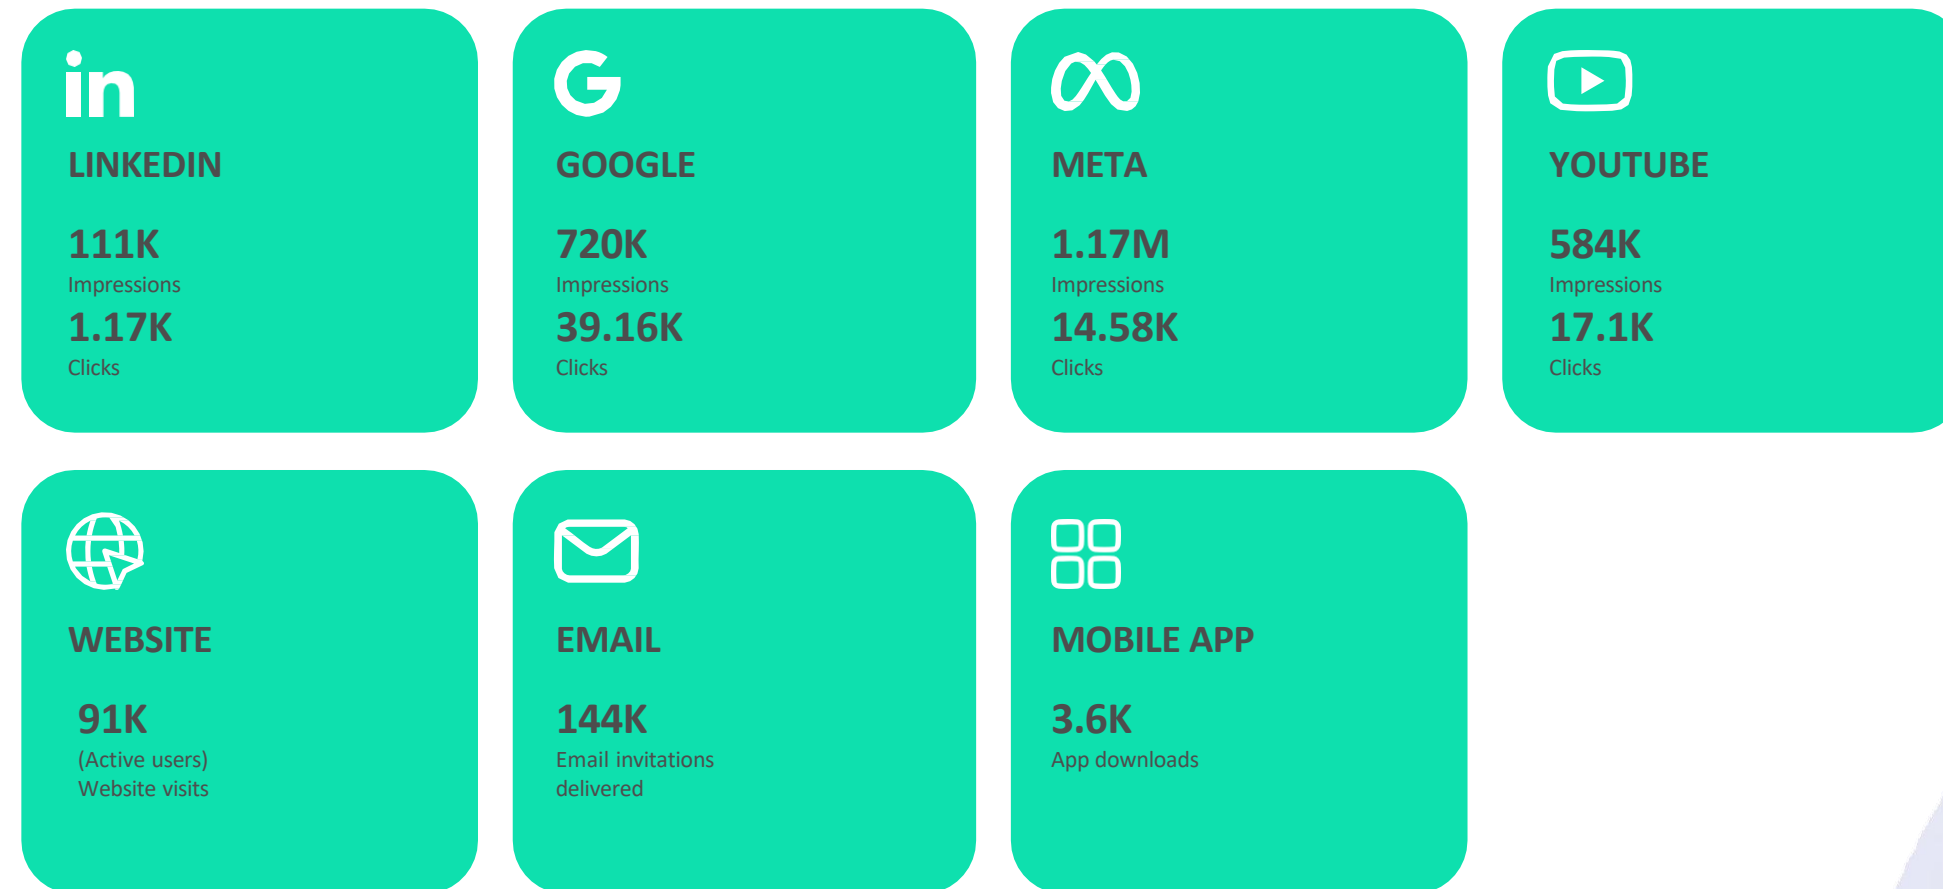 in
LINKEDIN
111K
Impressions
1.17K
Clicks
G
GOOGLE
720K
Impressions
39.16K
Clicks
META
1.17M
Impressions
14.58K
Clicks
YOUTUBE
584K
Impressions
17.1K
Clicks
WEBSITE
91K
(Active users)
Website visits
EMAIL
144K
Email invitations
delivered
MOBILE APP
3.6K
App downloads